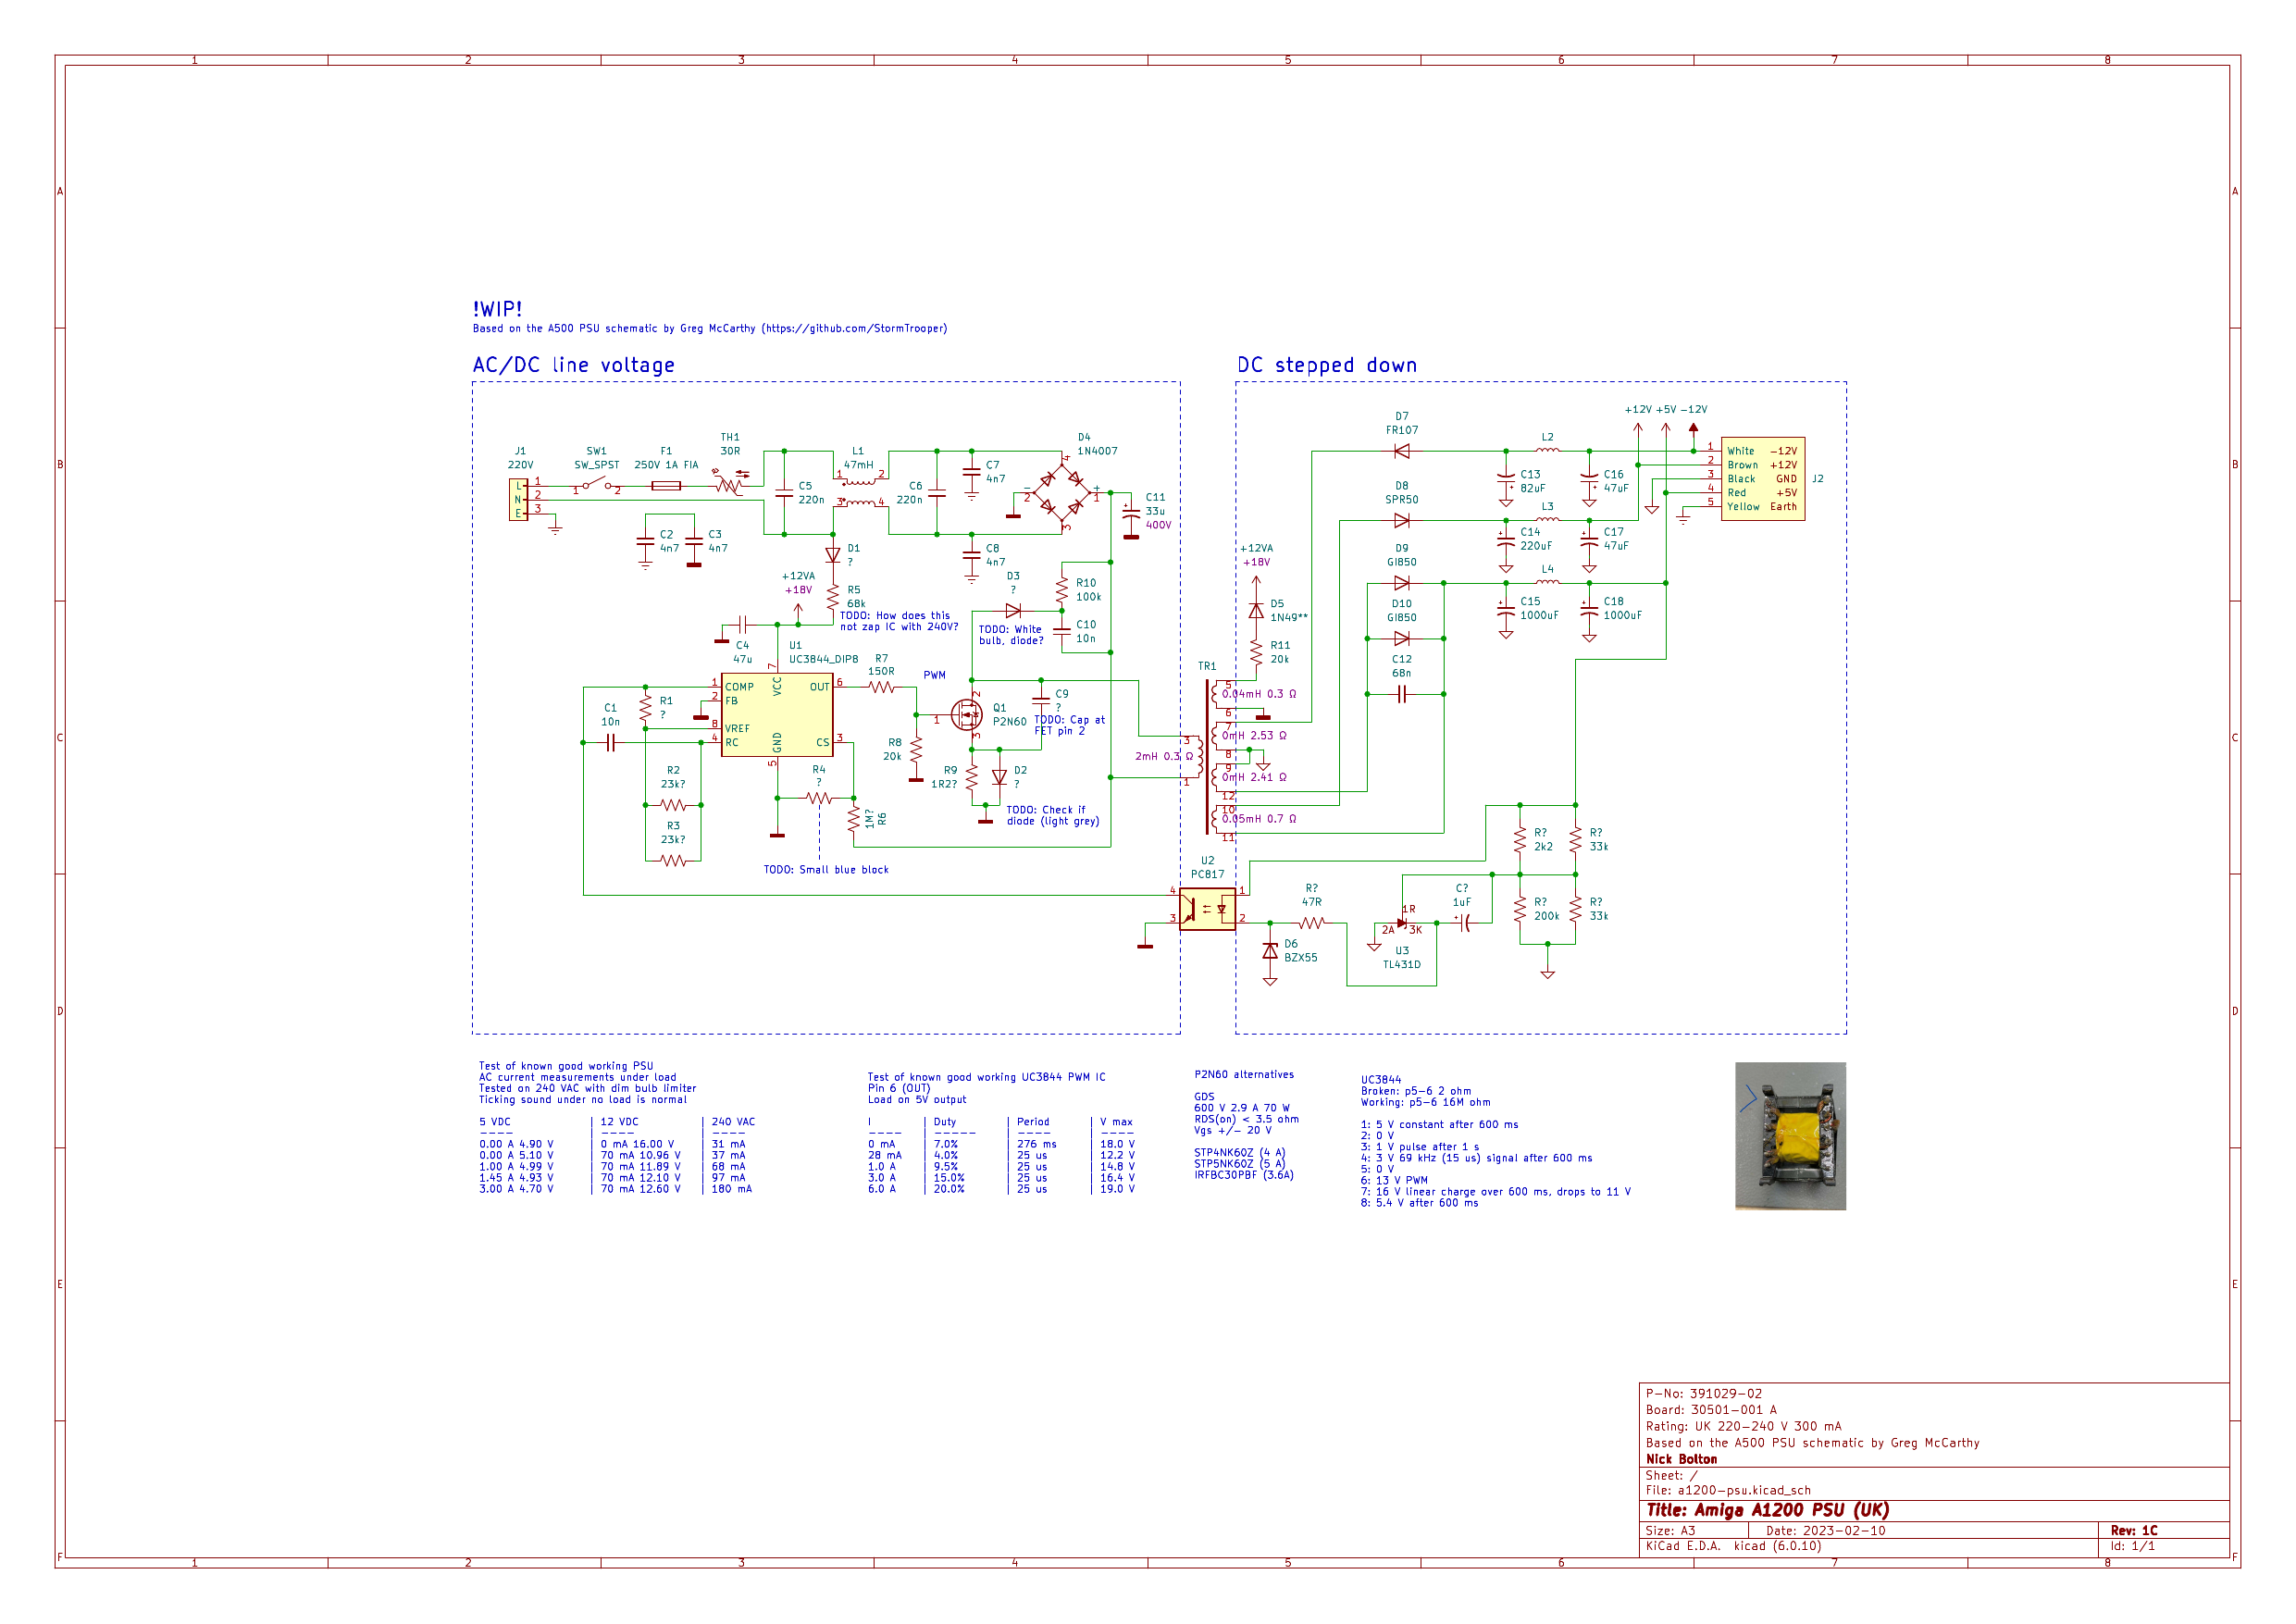 1 2 3 4 5 6 7 8
A A
B B
C C
D D
E E
F F
1 2 3 4 5 6 7 8
!WIP!
Based on the A500 PSU schematic by Greg McCarthy (https://github.com/StormTrooper)
AC/DC line voltage
J1
220V
L 1
N 2
E 3
SW1
SW_SPST
1 2
F1
250V 1A FIA
TH1
30R
C5
220n
L1
47mH
1 2
3 4
C6
220n
C7
4n7
C8
4n7
D4
1N4007
4
- 2
+ 1
3
C11
33u
400V
C2
4n7
C3
4n7
D1
?
+12VA
+18V
R5
68k
TODO: How does this
not zap IC with 240V?
D3
?
TODO: White
bulb, diode?
R10
100k
C10
10n
C4
47u
U1
UC3844_DIP8
1 COMP
2 FB
8 VREF
4 RC
7 VCC
5 GND
OUT 6
CS 3
R7
150R
PWM
R8
20k
2
1
3
Q1
P2N60
C9
?
TODO: Cap at
FET pin 2
R9
1R2?
D2
?
TODO: Check if
diode (light grey)
C1
10n
R1
?
R2
23k?
R3
23k?
R4
?
1M?
R6
TODO: Small blue block
DC stepped down
+12VA
+18V
D5
1N49**
R11
20k
TR1
3
1
2mH 0.3 Ω
5
0.04mH 0.3 Ω
6
7
0mH 2.53 Ω
8
9
0mH 2.41 Ω
12
10
0.05mH 0.7 Ω
11
D7
FR107
D8
SPR50
D9
GI850
D10
GI850
C12
68n
L2
L3
L4
C13
82uF
C16
47uF
C14
220uF
C17
47uF
C15
1000uF
C18
1000uF
+12V +5V -12V
1 White -12V
2 Brown +12V
3 Black GND
4 Red +5V
5 Yellow Earth
J2
U2
PC817
4 1
3 2
D6
BZX55
R?
47R
1R
2A 3K
U3
TL431D
C?
1uF
R?
2k2
R?
33k
R?
200k
R?
33k
Test of known good working PSU
AC current measurements under load
Tested on 240 VAC with dim bulb limiter
Ticking sound under no load is normal
5 VDC | 12 VDC | 240 VAC
---- | ---- | ----
0.00 A 4.90 V | 0 mA 16.00 V | 31 mA
0.00 A 5.10 V | 70 mA 10.96 V | 37 mA
1.00 A 4.99 V | 70 mA 11.89 V | 68 mA
1.45 A 4.93 V | 70 mA 12.10 V | 97 mA
3.00 A 4.70 V | 70 mA 12.60 V | 180 mA
Test of known good working UC3844 PWM IC
Pin 6 (OUT)
Load on 5V output
I | Duty | Period | V max
---- | ----- | ---- | ----
0 mA | 7.0% | 276 ms | 18.0 V
28 mA | 4.0% | 25 us | 12.2 V
1.0 A | 9.5% | 25 us | 14.8 V
3.0 A | 15.0% | 25 us | 16.4 V
6.0 A | 20.0% | 25 us | 19.0 V
P2N60 alternatives
GDS
600 V 2.9 A 70 W
RDS(on) < 3.5 ohm
Vgs +/- 20 V
STP4NK60Z (4 A)
STP5NK60Z (5 A)
IRFBC30PBF (3.6A)
UC3844
Broken: p5-6 2 ohm
Working: p5-6 16M ohm
1: 5 V constant after 600 ms
2: 0 V
3: 1 V pulse after 1 s
4: 3 V 69 kHz (15 us) signal after 600 ms
5: 0 V
6: 13 V PWM
7: 16 V linear charge over 600 ms, drops to 11 V
8: 5.4 V after 600 ms
P-No: 391029-02
Board: 30501-001 A
Rating: UK 220-240 V 300 mA
Based on the A500 PSU schematic by Greg McCarthy
Nick Bolton
Sheet: /
File: a1200-psu.kicad_sch
Title: Amiga A1200 PSU (UK)
Size: A3 Date: 2023-02-10 Rev: 1C
KiCad E.D.A. kicad (6.0.10) Id: 1/1